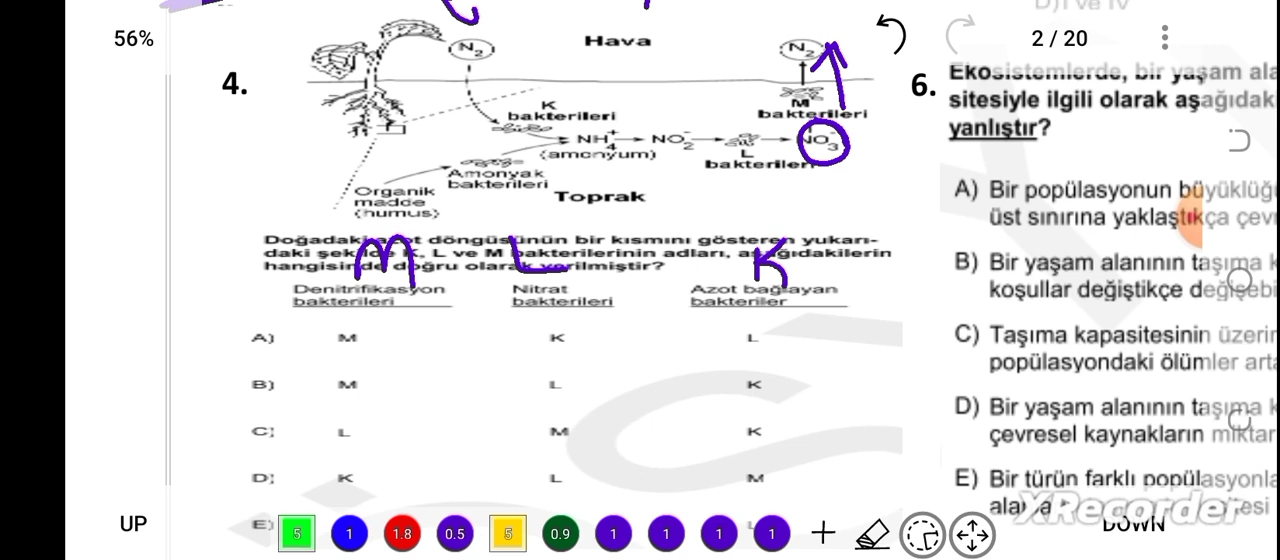 56%
2 / 20
D)I ve IV
4.
N2
Hava
N2
K
bakterileri
M
bakterileri
NH4+ → NO2- → → NO3-
(amonyum)
L
bakterileri
Amonyak
bakterileri
Organik
madde
(humus)
Toprak
M L K
Doğadaki azot döngüsünün bir kısmını gösteren yukarı-
daki şekilde K, L ve M bakterilerinin adları, aşağıdakilerin
hangisinde doğru olarak verilmiştir?
Denitrifikasyon bakterileri Nitrat bakterileri Azot bağlayan bakteriler
A) M K L
B) M L K
C) L M K
D) K L M
E)
6.
Ekosistemlerde, bir yaşam ala
sitesiyle ilgili olarak aşağıdak
yanlıştır?
A) Bir popülasyonun büyüklüğ
üst sınırına yaklaştıkça çev
B) Bir yaşam alanının taşıma k
koşullar değiştikçe değişebi
C) Taşıma kapasitesinin üzerin
popülasyondaki ölümler arta
D) Bir yaşam alanının taşıma k
çevresel kaynakların miktar
E) Bir türün farklı popülasyonla
XRecorder
UP
5 1 1.8 0.5 5 0.9 1 1 1 1
DOWN